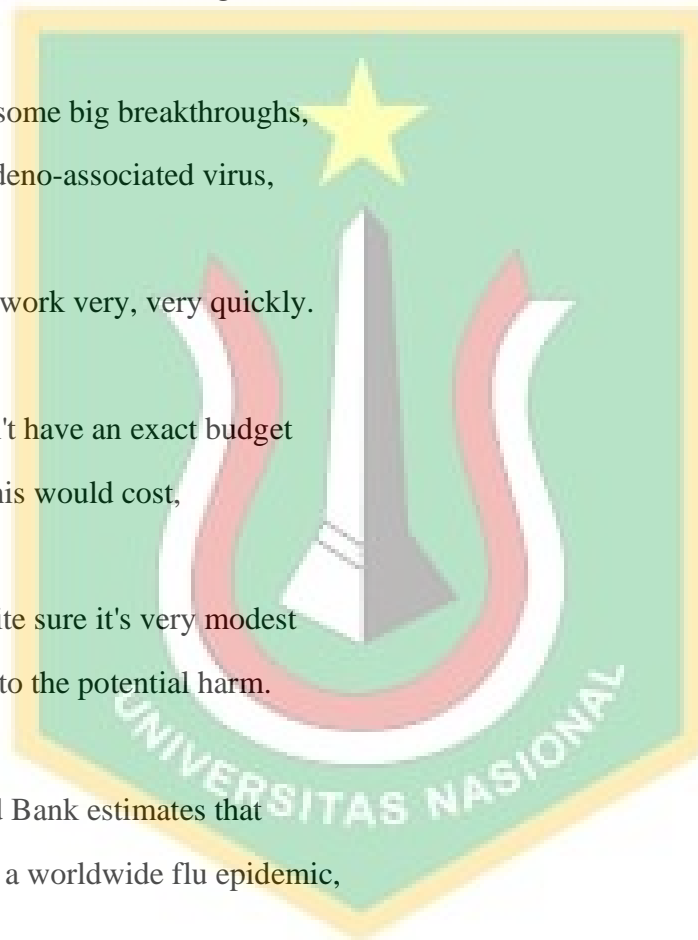 some big breakthroughs,
deno-associated virus,
work very, very quickly.
't have an exact budget
his would cost,
ite sure it's very modest
to the potential harm.
l Bank estimates that
a worldwide flu epidemic,
UNIVERSITAS NASIONAL